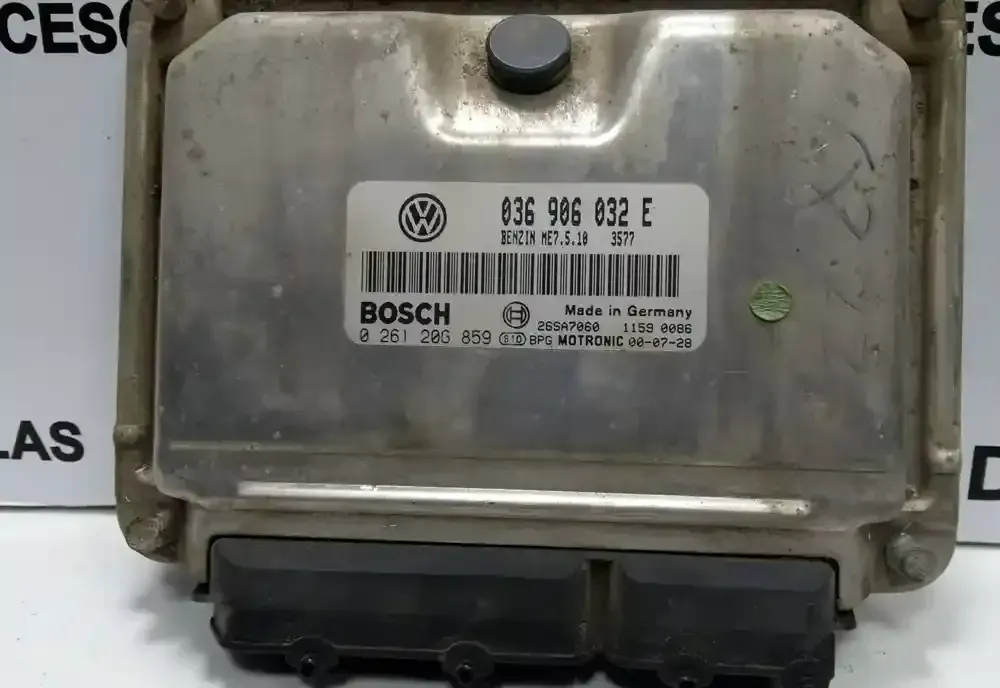 CESO
ES
036 906 032 E
BENZIN ME7.5.10 3577
BOSCH Made in Germany
26SA7060 1159 0086
0 261 206 859 BPG MOTRONIC 00-07-28
LAS
D